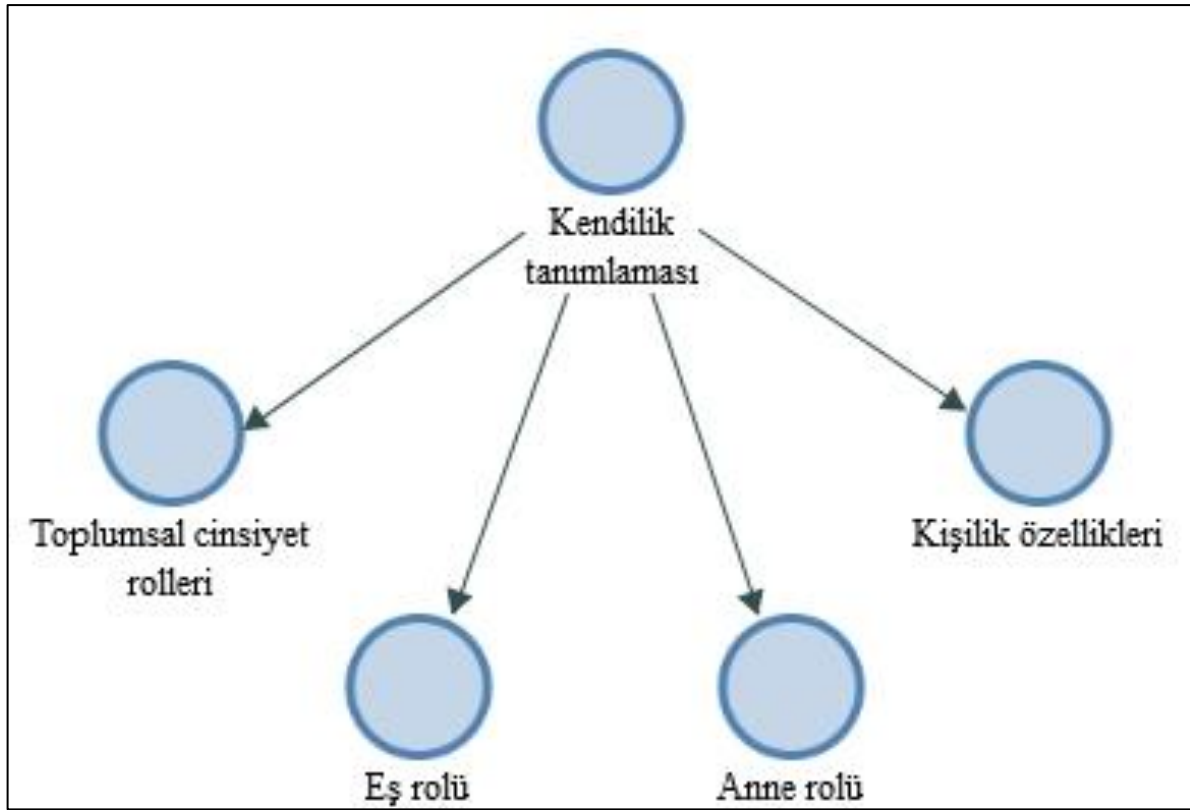 Kendilik
tanımlaması
Toplumsal cinsiyet
rolleri
Kişilik özellikleri
Eş rolü
Anne rolü